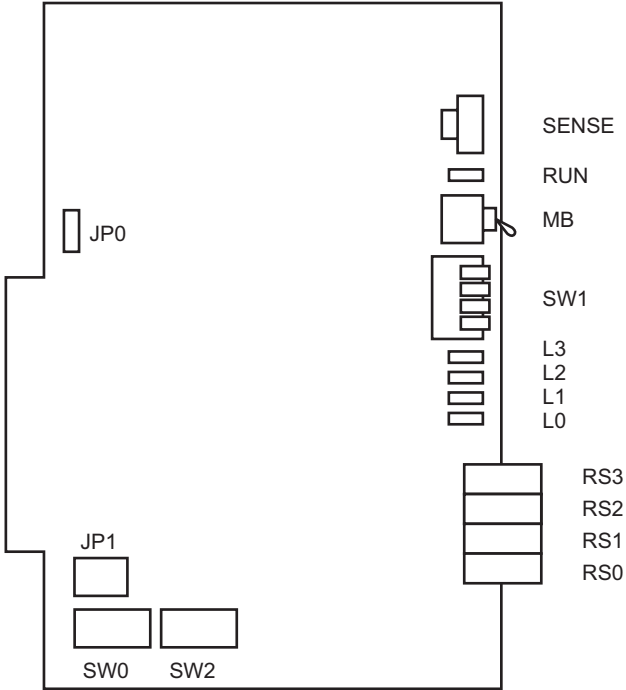 SENSE
RUN
MB
JP0
SW1
L3
L2
L1
L0
RS3
RS2
RS1
RS0
JP1
SW0 SW2